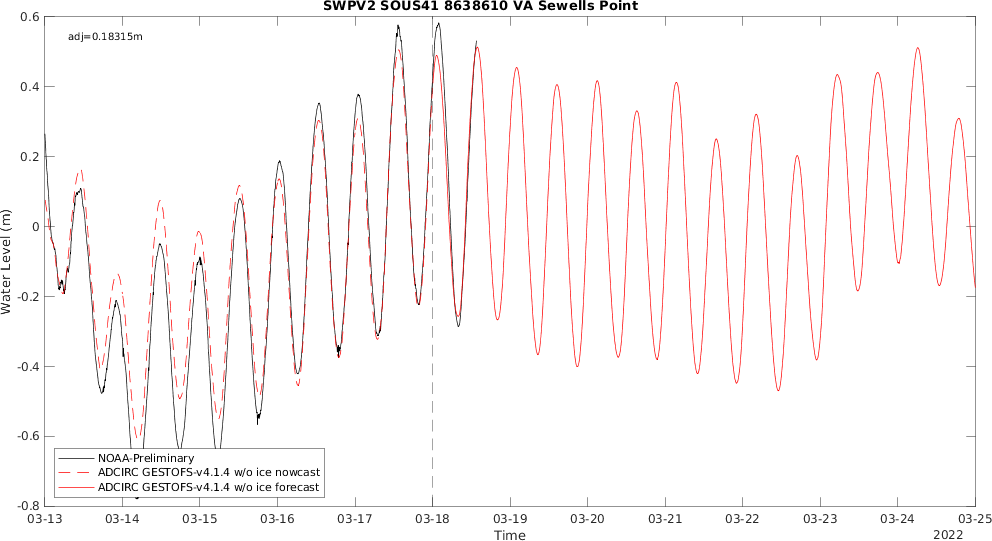 SWPV2 SOUS41 8638610 VA Sewells Point
adj=0.18315m
0.6
0.4
0.2
0
-0.2
-0.4
-0.6
-0.8
Water Level (m)
NOAA-Preliminary
ADCIRC GESTOFS-v4.1.4 w/o ice nowcast
ADCIRC GESTOFS-v4.1.4 w/o ice forecast
03-13 03-14 03-15 03-16 03-17 03-18 03-19 03-20 03-21 03-22 03-23 03-24 03-25
Time
2022